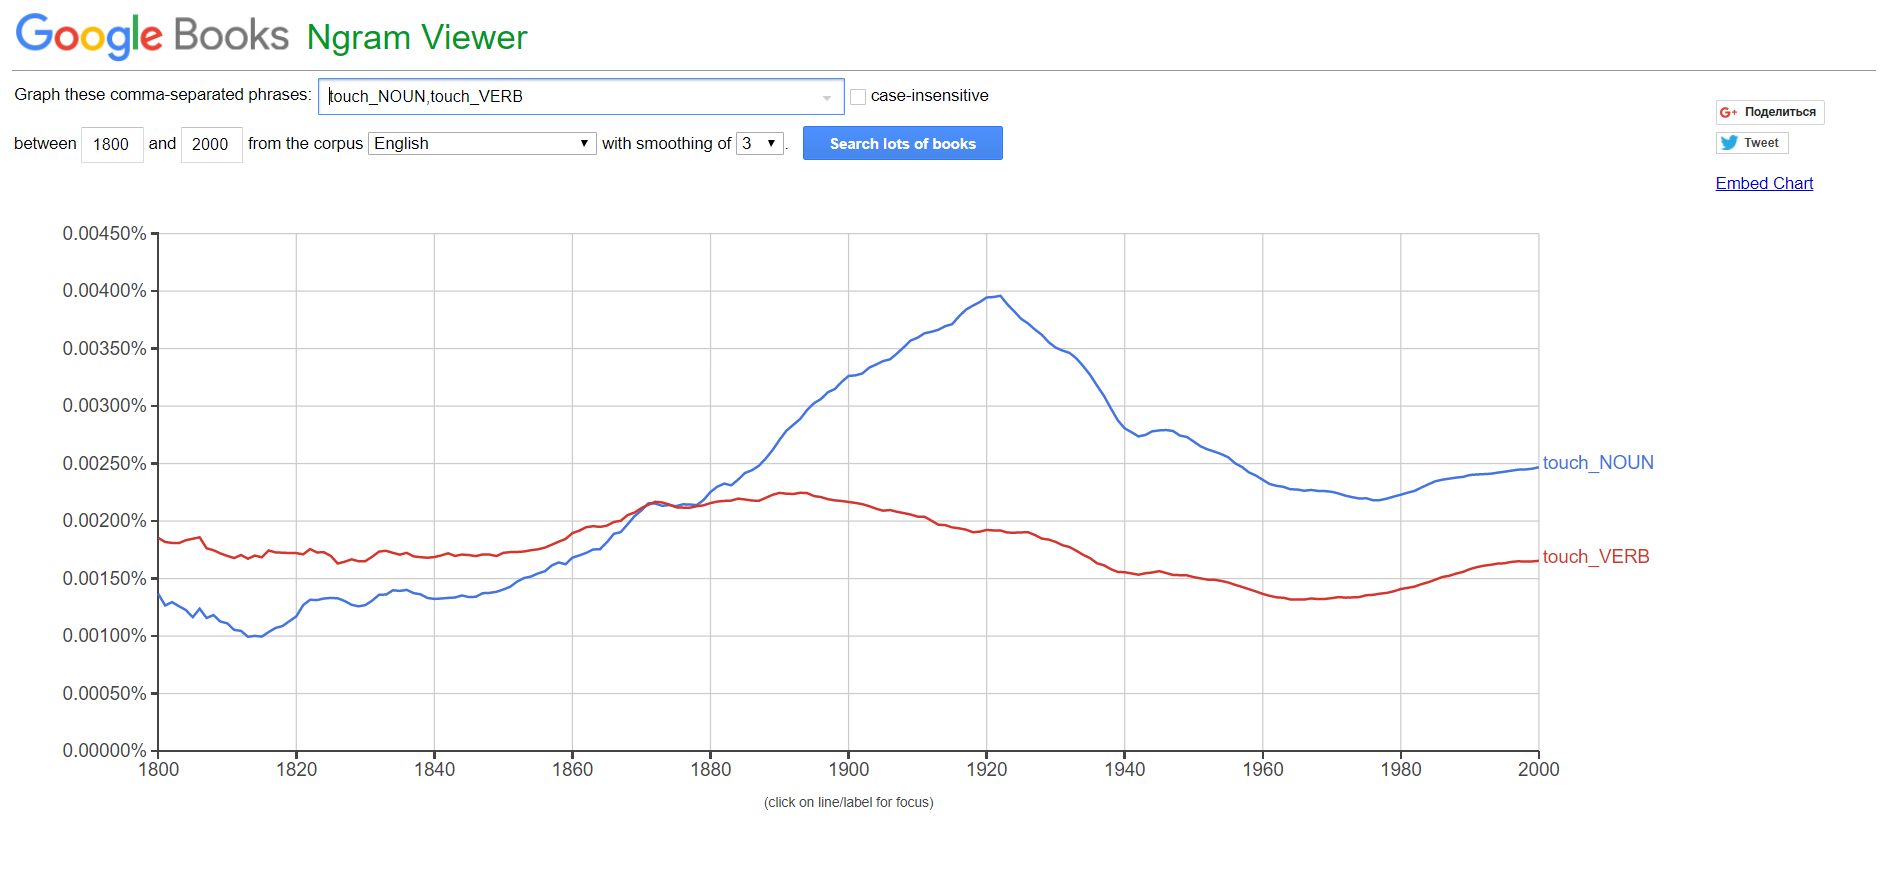 Google Books Ngram Viewer
Graph these comma-separated phrases: touch_NOUN,touch_VERB case-insensitive
between 1800 and 2000 from the corpus English with smoothing of 3 . Search lots of books
G+ Поделиться
Tweet
Embed Chart
0.00450%
0.00400%
0.00350%
0.00300%
0.00250%
0.00200%
0.00150%
0.00100%
0.00050%
0.00000%
touch_NOUN
touch_VERB
1800 1820 1840 1860 1880 1900 1920 1940 1960 1980 2000
(click on line/label for focus)